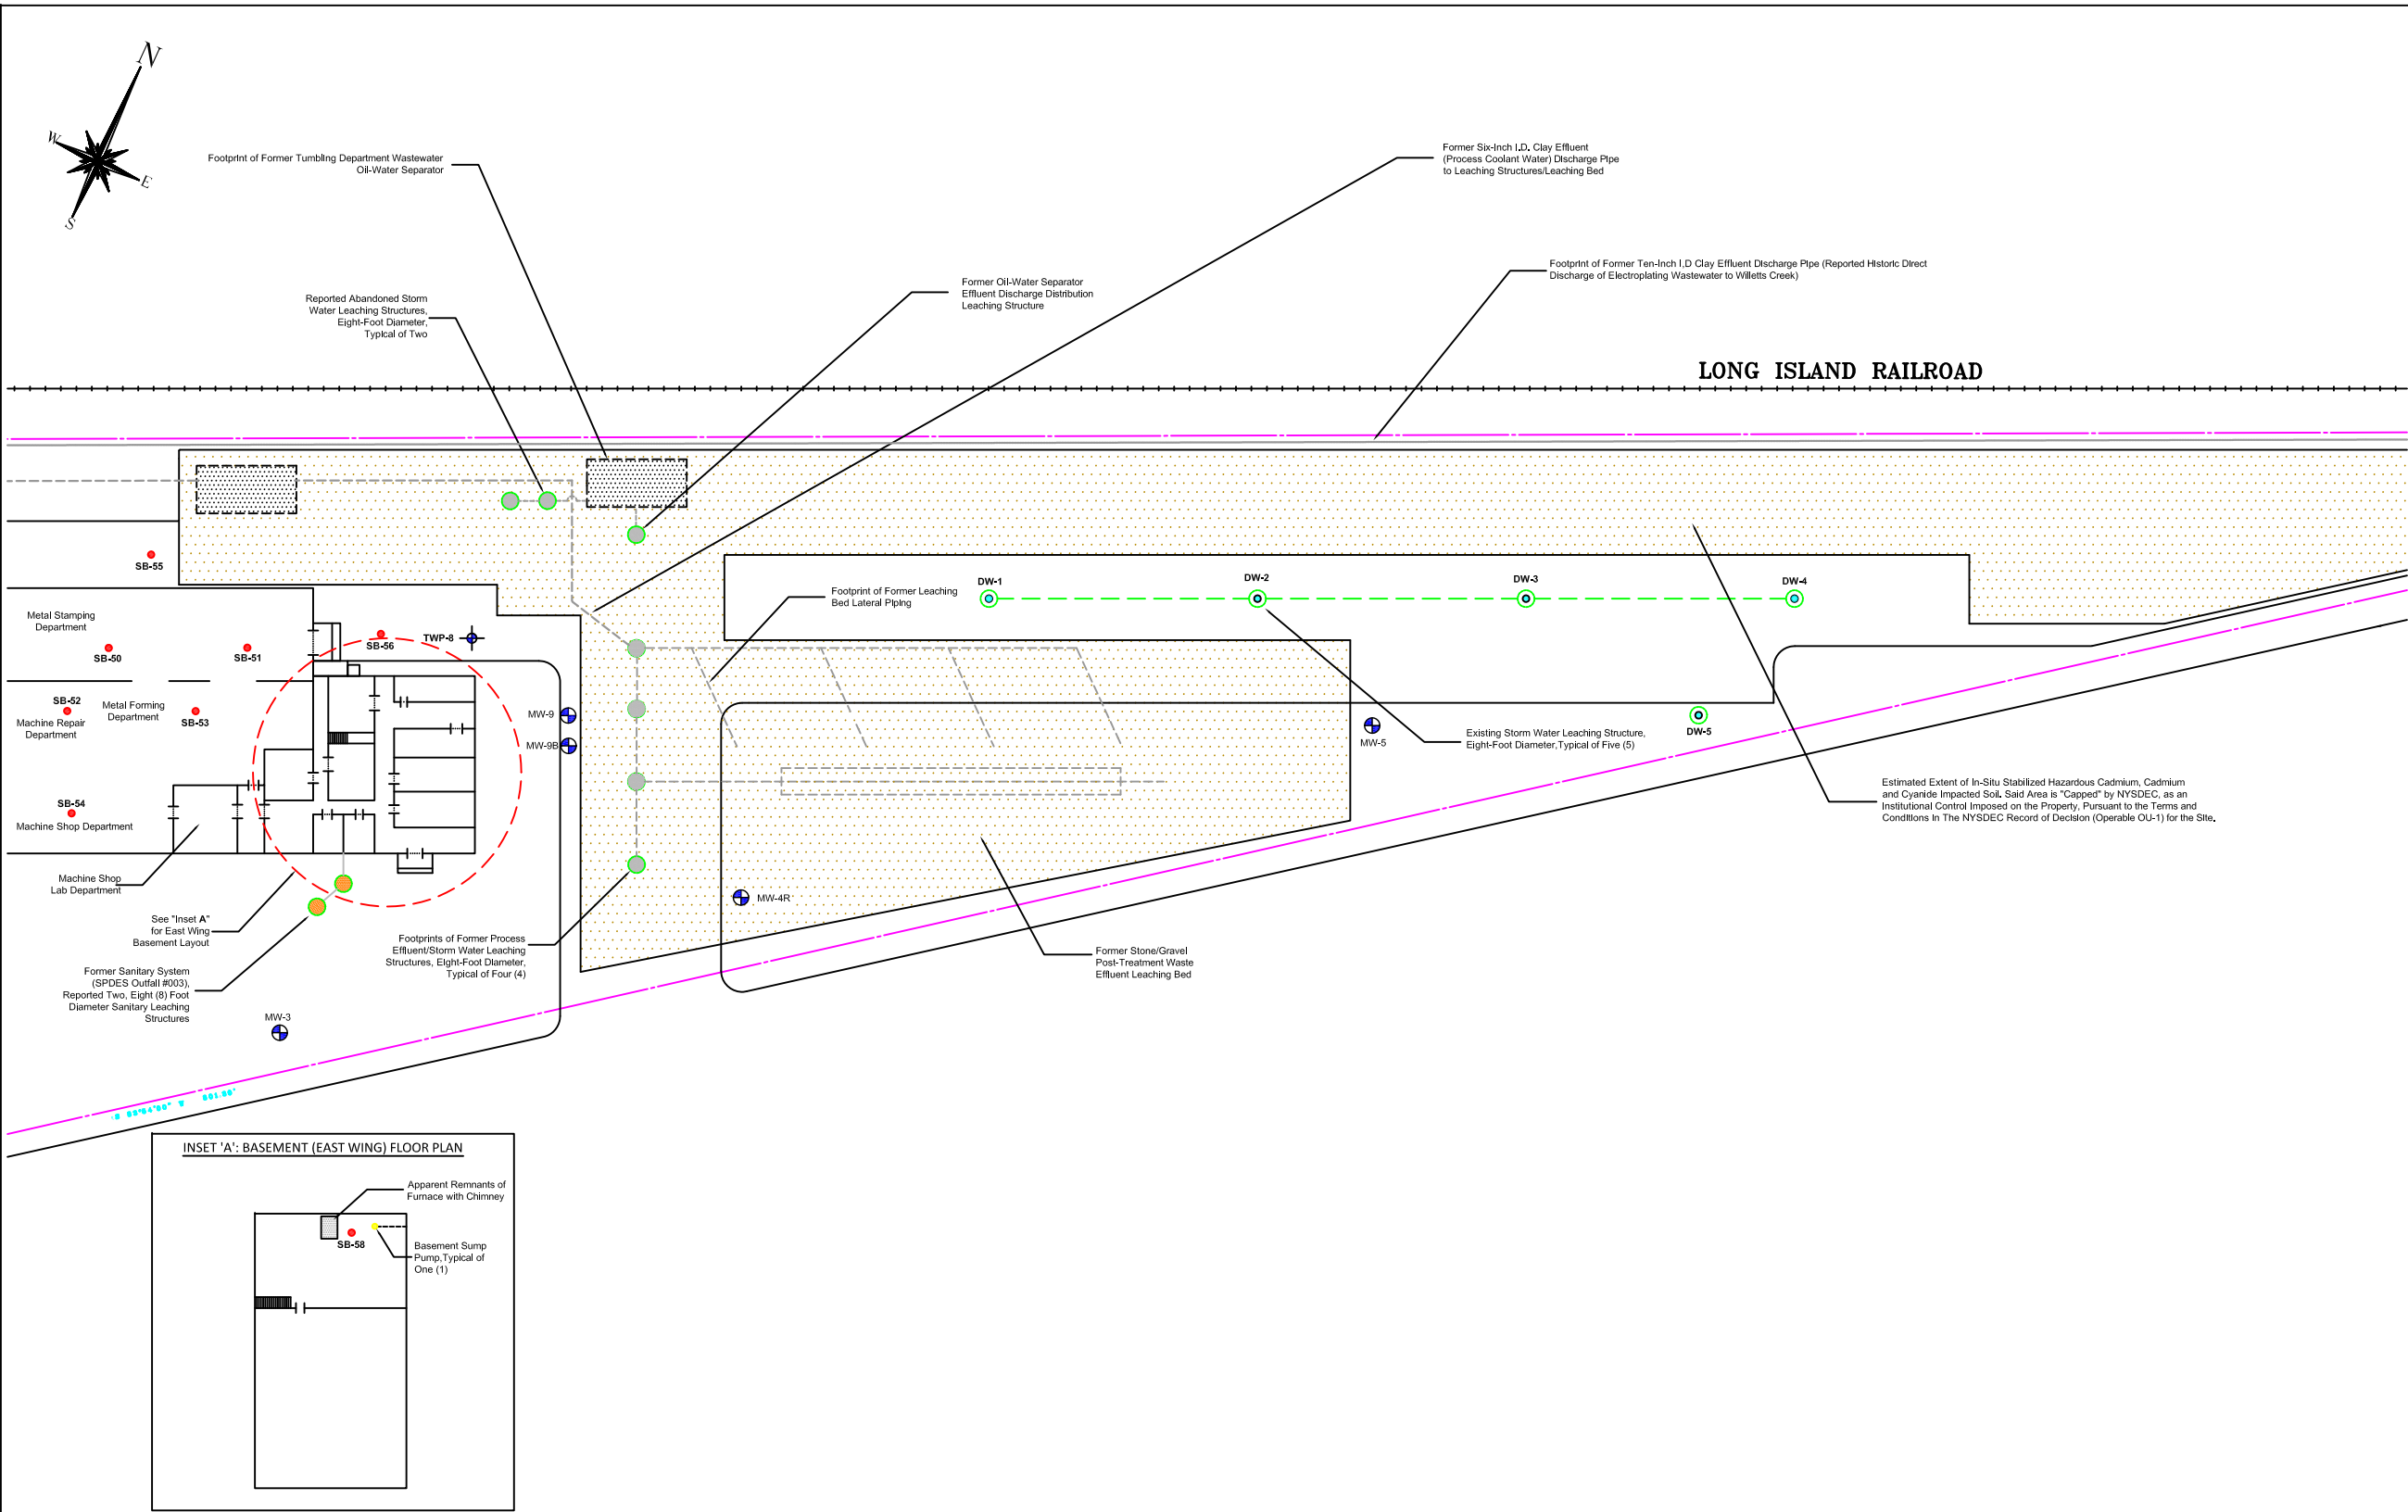 N
W
E
S
Footprint of Former Tumbling Department Wastewater
Oil-Water Separator
Former Six-Inch I.D. Clay Effluent
(Process Coolant Water) Discharge Pipe
to Leaching Structures/Leaching Bed
Footprint of Former Ten-Inch I.D Clay Effluent Discharge Pipe (Reported Historic Direct
Discharge of Electroplating Wastewater to Willetts Creek)
Former Oil-Water Separator
Effluent Discharge Distribution
Leaching Structure
Reported Abandoned Storm
Water Leaching Structures,
Eight-Foot Diameter,
Typical of Two
LONG ISLAND RAILROAD
SB-55
Footprint of Former Leaching
Bed Lateral Piping
DW-1
DW-2
DW-3
DW-4
Metal Stamping
Department
SB-50
SB-51
SB-56
TWP-8
SB-52
Machine Repair
Department
Metal Forming
Department
SB-53
MW-9
MW-9B
MW-5
Existing Storm Water Leaching Structure,
Eight-Foot Diameter,Typical of Five (5)
DW-5
SB-54
Machine Shop Department
Estimated Extent of In-Situ Stabilized Hazardous Cadmium, Cadmium
and Cyanide Impacted Soil. Said Area is "Capped" by NYSDEC, as an
Institutional Control Imposed on the Property, Pursuant to the Terms and
Conditions In The NYSDEC Record of Decision (Operable OU-1) for the Site.
Machine Shop
Lab Department
See "Inset A"
for East Wing
Basement Layout
MW-4R
Footprints of Former Process
Effluent/Storm Water Leaching
Structures, Eight-Foot Diameter,
Typical of Four (4)
Former Stone/Gravel
Post-Treatment Waste
Effluent Leaching Bed
Former Sanitary System
(SPDES Outfall #003),
Reported Two, Eight (8) Foot
Diameter Sanitary Leaching
Structures
MW-3
INSET 'A': BASEMENT (EAST WING) FLOOR PLAN
Apparent Remnants of
Furnace with Chimney
SB-58
Basement Sump
Pump,Typical of
One (1)